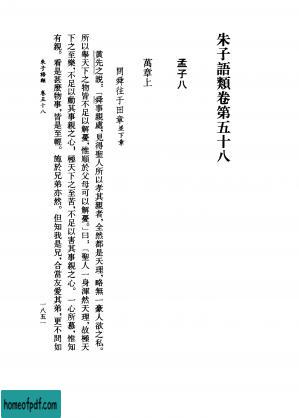 朱子語類卷第五十八
孟子八
萬章上
問舜往于田章並下章
黃先之說：「舜事親處，見得聖人所以孝其親者，全然都是天理，略無一毫人欲之私，
所以舉天下之物皆不足以解憂，惟順於父母可以解憂。」曰：「聖人一身渾然天理，故極天
下之至樂，不足以動其事親之心；極天下之至苦，不足以害其事親之心。一心所慕，惟知
有親。看是甚麼物事，皆是至輕。施於兄弟亦然。但知我是兄，合當友愛其弟，更不問如
朱子語類 卷五十八
一八五一
homeofpdf.com